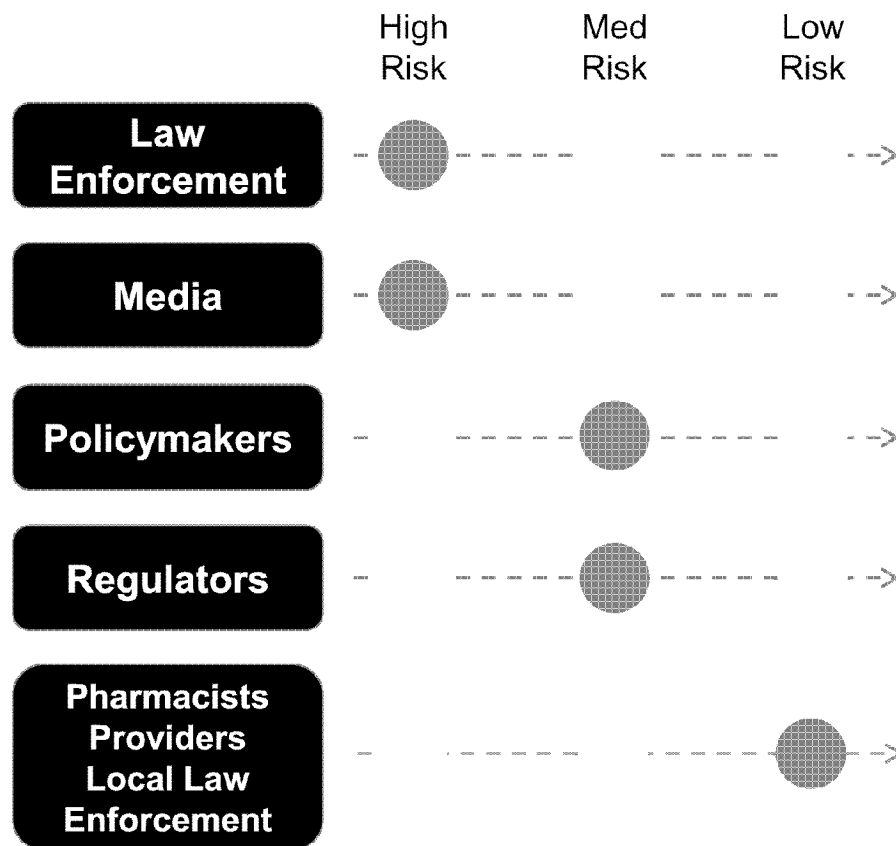 High Risk
Med Risk
Low Risk
Law
Enforcement
Media
Policymakers
Regulators
Pharmacists
Providers
Local Law
Enforcement